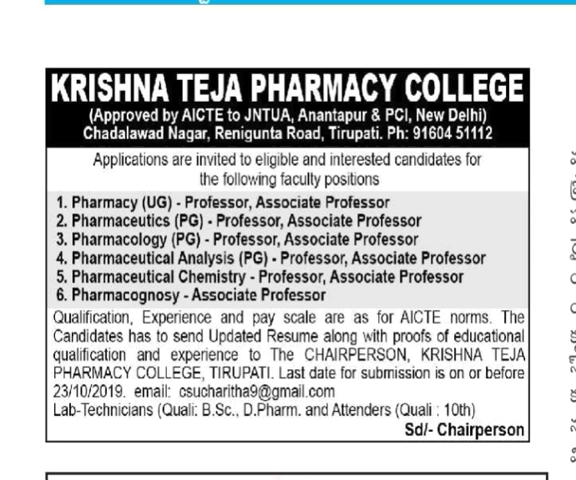 KRISHNA TEJA PHARMACY COLLEGE
(Approved by AICTE to JNTUA, Anantapur & PCI, New Delhi)
Chadalawad Nagar, Renigunta Road, Tirupati. Ph: 91604 51112
Applications are invited to eligible and interested candidates for
the following faculty positions
1. Pharmacy (UG) - Professor, Associate Professor
2. Pharmaceutics (PG) - Professor, Associate Professor
3. Pharmacology (PG) - Professor, Associate Professor
4. Pharmaceutical Analysis (PG) - Professor, Associate Professor
5. Pharmaceutical Chemistry - Professor, Associate Professor
6. Pharmacognosy - Associate Professor
Qualification, Experience and pay scale are as for AICTE norms. The
Candidates has to send Updated Resume along with proofs of educational
qualification and experience to The CHAIRPERSON, KRISHNA TEJA
PHARMACY COLLEGE, TIRUPATI. Last date for submission is on or before
23/10/2019. email: csucharitha9@gmail.com
Lab-Technicians (Quali: B.Sc., D.Pharm. and Attenders (Quali : 10th)
Sd/- Chairperson